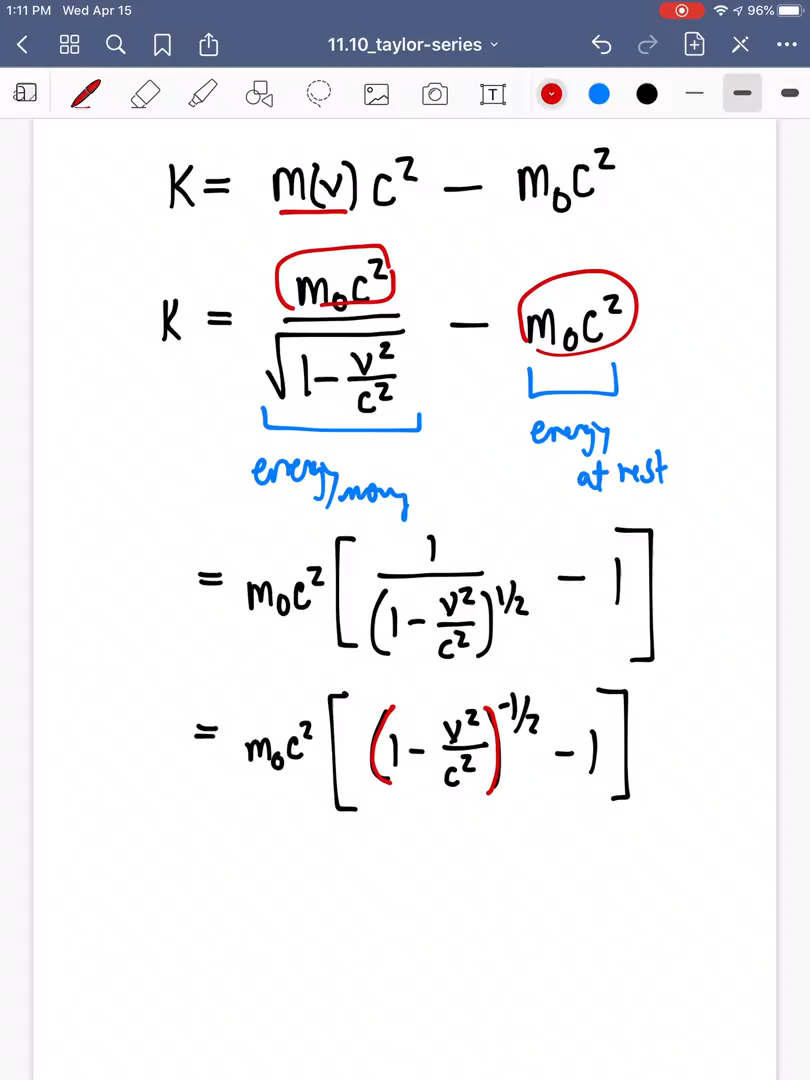 1:11 PM Wed Apr 15 96%
11.10_taylor-series
T
K = m(v) c² − m₀c²
K = m₀c² / √(1 − v²/c²) − m₀c²
energy moving
energy at rest
= m₀c² [ 1 / (1 − v²/c²)^1/2 − 1 ]
= m₀c² [ (1 − v²/c²)^-1/2 − 1 ]